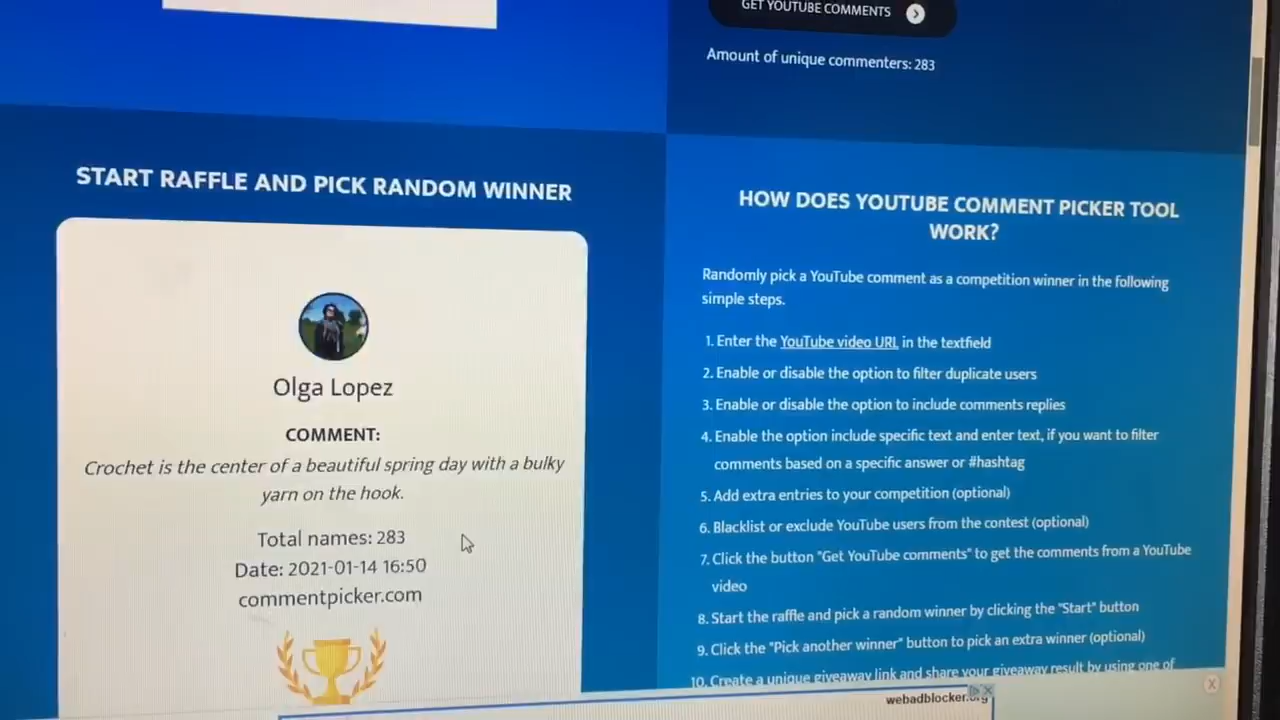 GET YOUTUBE COMMENTS
Amount of unique commenters: 283
START RAFFLE AND PICK RANDOM WINNER
Olga Lopez
COMMENT:
Crochet is the center of a beautiful spring day with a bulky
yarn on the hook.
Total names: 283
Date: 2021-01-14 16:50
commentpicker.com
HOW DOES YOUTUBE COMMENT PICKER TOOL
WORK?
Randomly pick a YouTube comment as a competition winner in the following
simple steps.
1. Enter the YouTube video URL in the textfield
2. Enable or disable the option to filter duplicate users
3. Enable or disable the option to include comments replies
4. Enable the option include specific text and enter text, if you want to filter
comments based on a specific answer or #hashtag
5. Add extra entries to your competition (optional)
6. Blacklist or exclude YouTube users from the contest (optional)
7. Click the button "Get YouTube comments" to get the comments from a YouTube
video
8. Start the raffle and pick a random winner by clicking the "Start" button
9. Click the "Pick another winner" button to pick an extra winner (optional)
10. Create a unique giveaway link and share your giveaway result by using one of
webadblocker.org